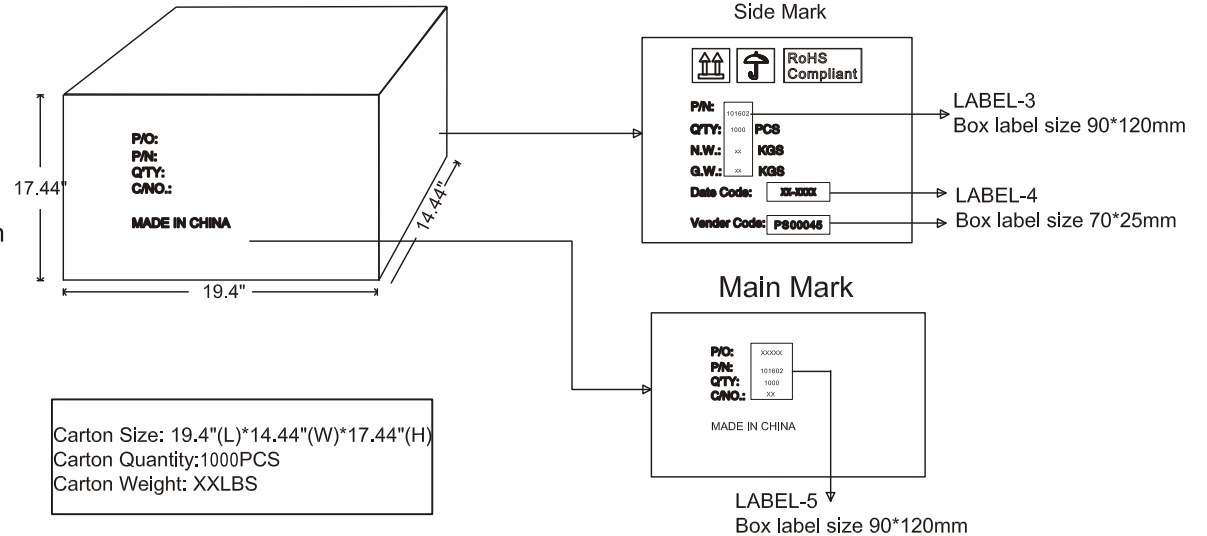 P/O:
P/N:
Q'TY:
C/NO.:
MADE IN CHINA
17.44"
19.4"
14.44"
Carton Size: 19.4"(L)*14.44"(W)*17.44"(H)
Carton Quantity:1000PCS
Carton Weight: XXLBS
Side Mark
RoHS
Compliant
P/N: 101602
Q'TY: 1000 PCS
N.W.: xx KGS
G.W.: xx KGS
Date Code: XX-XXXX
Vender Code: PS00045
LABEL-3
Box label size 90*120mm
LABEL-4
Box label size 70*25mm
Main Mark
P/O: XXXXX
P/N: 101602
Q'TY: 1000
C/NO.: XX
MADE IN CHINA
LABEL-5
Box label size 90*120mm